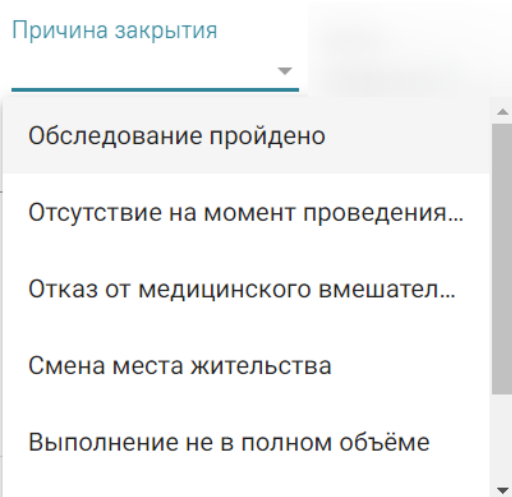 Причина закрытия
Обследование пройдено
Отсутствие на момент проведения...
Отказ от медицинского вмешател...
Смена места жительства
Выполнение не в полном объёме